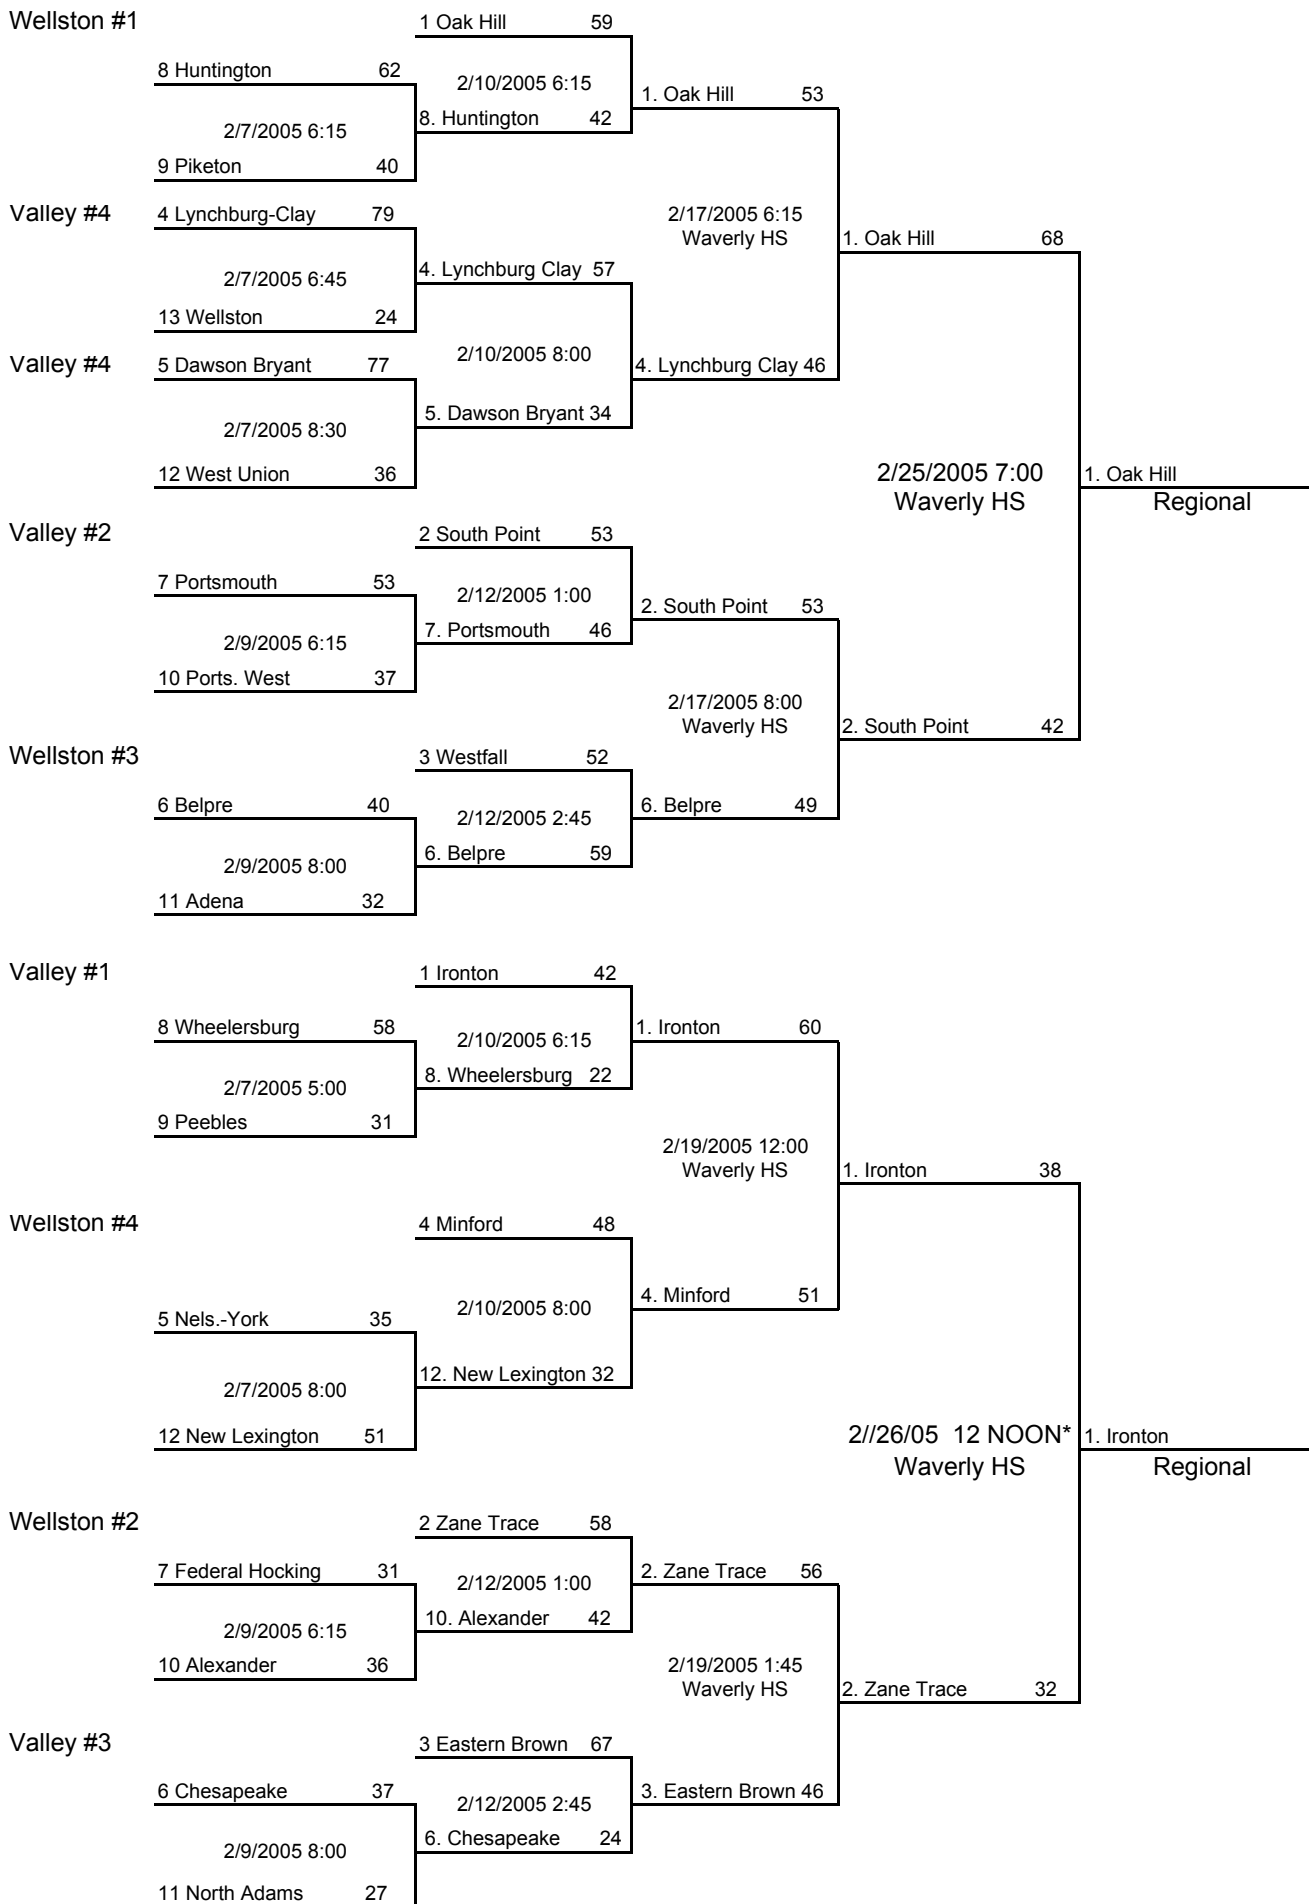 Wellston #1
1 Oak Hill 59
8 Huntington 62
2/10/2005 6:15
1. Oak Hill 53
2/7/2005 6:15
8. Huntington 42
9 Piketon 40
Valley #4
4 Lynchburg-Clay 79
2/17/2005 6:15
Waverly HS
1. Oak Hill 68
2/7/2005 6:45
4. Lynchburg Clay 57
13 Wellston 24
Valley #4
5 Dawson Bryant 77
2/10/2005 8:00
4. Lynchburg Clay 46
2/7/2005 8:30
5. Dawson Bryant 34
12 West Union 36
2/25/2005 7:00
Waverly HS
1. Oak Hill
Regional
Valley #2
2 South Point 53
7 Portsmouth 53
2/12/2005 1:00
2. South Point 53
2/9/2005 6:15
7. Portsmouth 46
10 Ports. West 37
2/17/2005 8:00
Waverly HS
2. South Point 42
Wellston #3
3 Westfall 52
6 Belpre 40
2/12/2005 2:45
6. Belpre 49
2/9/2005 8:00
6. Belpre 59
11 Adena 32
Valley #1
1 Ironton 42
8 Wheelersburg 58
2/10/2005 6:15
1. Ironton 60
2/7/2005 5:00
8. Wheelersburg 22
9 Peebles 31
2/19/2005 12:00
Waverly HS
1. Ironton 38
Wellston #4
4 Minford 48
5 Nels.-York 35
2/10/2005 8:00
4. Minford 51
2/7/2005 8:00
12. New Lexington 32
12 New Lexington 51
2//26/05 12 NOON*
Waverly HS
1. Ironton
Regional
Wellston #2
2 Zane Trace 58
7 Federal Hocking 31
2/12/2005 1:00
2. Zane Trace 56
2/9/2005 6:15
10. Alexander 42
10 Alexander 36
2/19/2005 1:45
Waverly HS
2. Zane Trace 32
Valley #3
3 Eastern Brown 67
6 Chesapeake 37
2/12/2005 2:45
3. Eastern Brown 46
2/9/2005 8:00
6. Chesapeake 24
11 North Adams 27